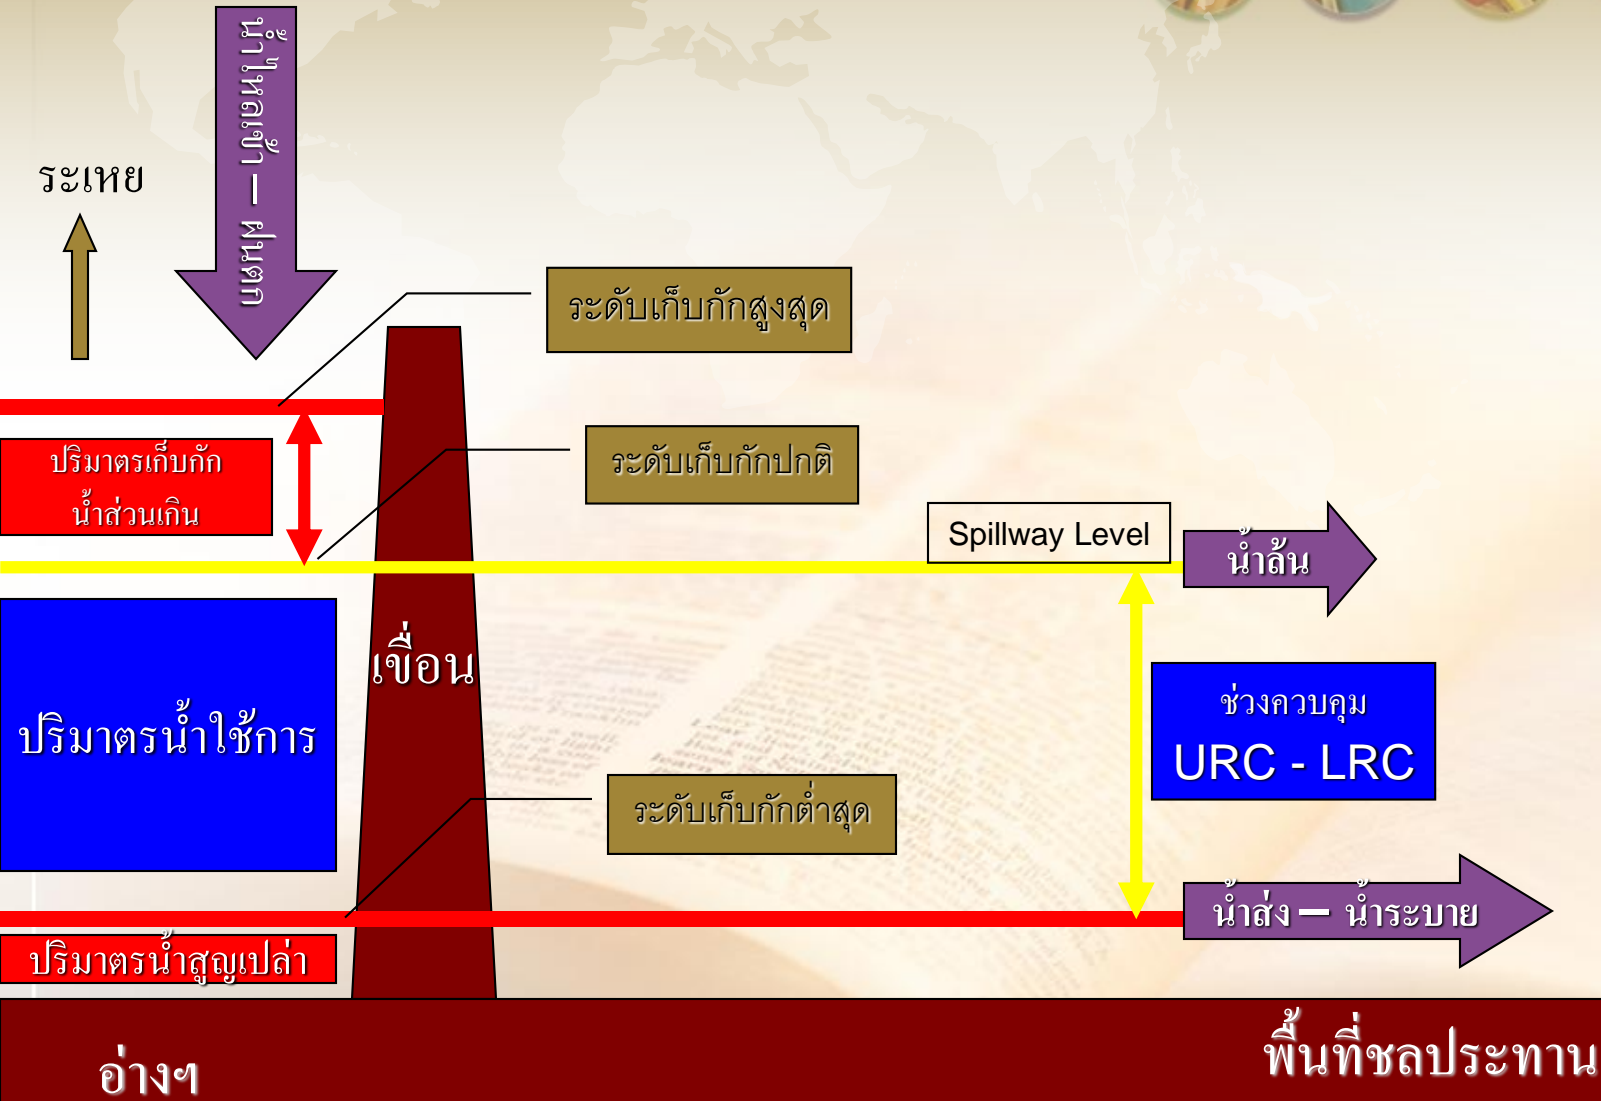 น้ำไหลเข้า – ฝนตก
ระเหย
ระดับเก็บกักสูงสุด
ปริมาตรเก็บกัก
น้ำส่วนเกิน
ระดับเก็บกักปกติ
Spillway Level
น้ำล้น
เขื่อน
ปริมาตรน้ำใช้การ
ช่วงควบคุม
URC - LRC
ระดับเก็บกักต่ำสุด
น้ำส่ง – น้ำระบาย
ปริมาตรน้ำสูญเปล่า
อ่างฯ
พื้นที่ชลประทาน